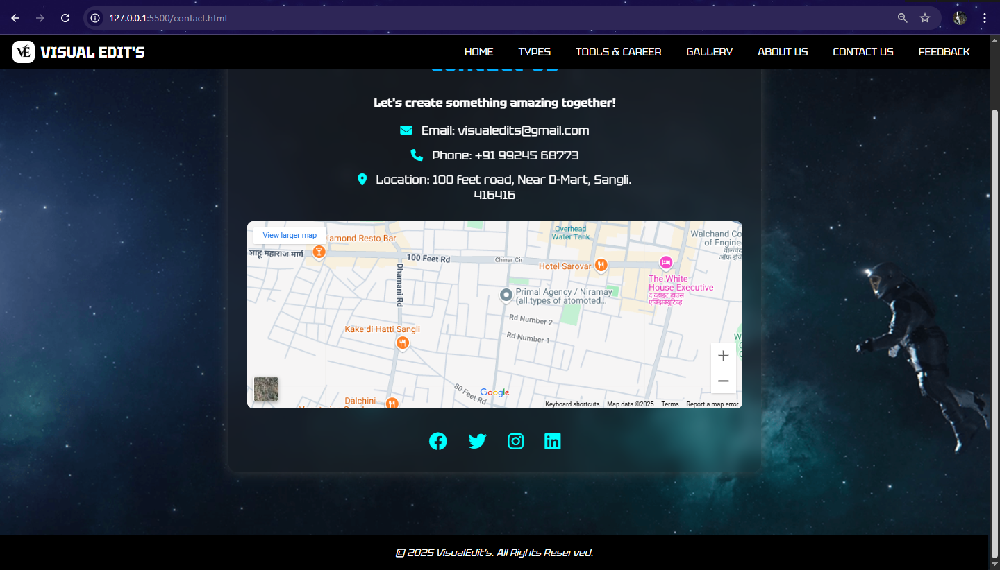 127.0.0.1:5500/contact.html
VE VISUAL EDIT'S
HOME TYPES TOOLS & CAREER GALLERY ABOUT US CONTACT US FEEDBACK
Let's create something amazing together!
Email: visualedits@gmail.com
Phone: +91 99245 68773
Location: 100 feet road, Near D-Mart, Sangli.
416416
View larger map
iamond Resto Bar
शाहू महाराज मार्ग
100 Feet Rd
Dhamani Rd
Chinar Cir
Overhead
Water Tank
Hotel Sarovar
Walchand Co
of Enginee
The White
House Executive
द व्हाइट हाउस
एक्झिक्युटिव्ह
Primal Agency / Niramay
(all types of atomoted...
Rd Number 2
Rd Number 1
Kake di Hatti Sangli
80 Feet Rd
Dalchini -
Google
Keyboard shortcuts Map data ©2025 Terms Report a map error
© 2025 VisualEdit's. All Rights Reserved.